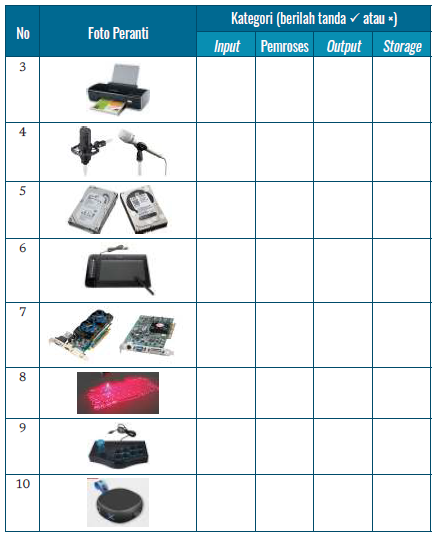 No
Foto Peranti
Kategori (berilah tanda ✓ atau ×)
Input
Pemroses
Output
Storage
3
4
5
6
7
8
9
10